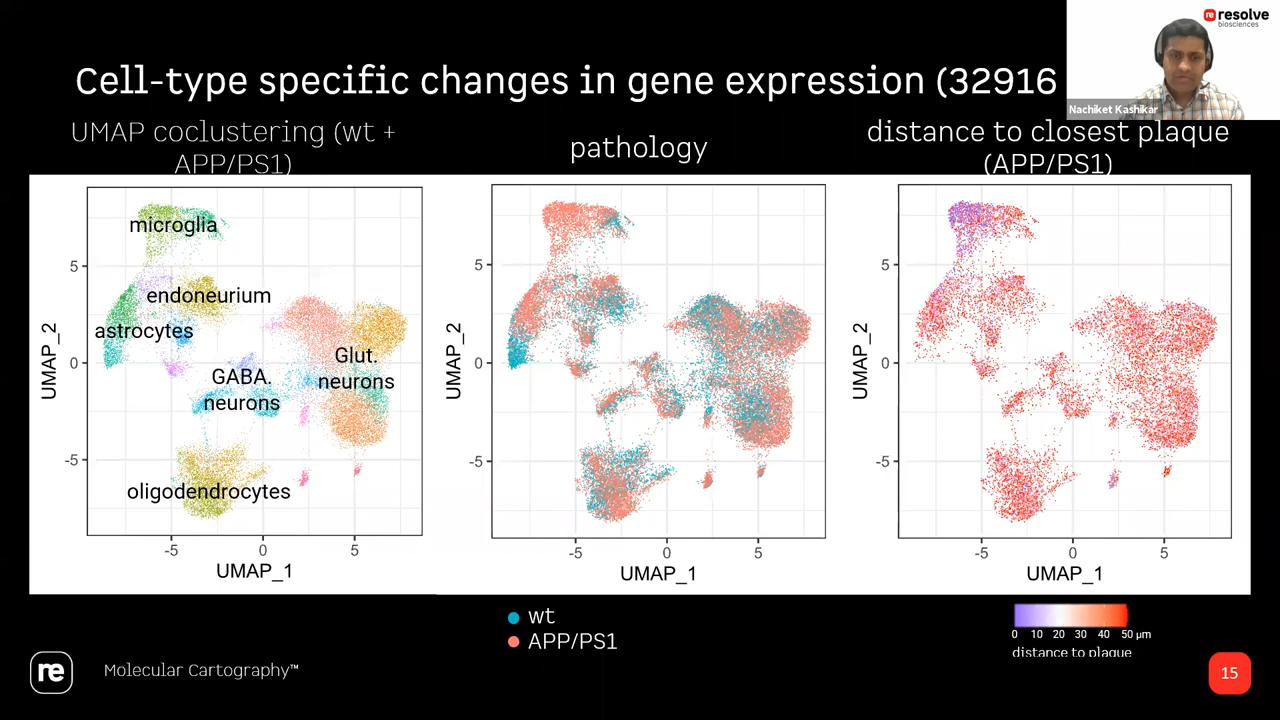 re resolve
biosciences
Nachiket Kashikar
Cell-type specific changes in gene expression (32916
UMAP coclustering (wt +
APP/PS1)
pathology
distance to closest plaque
(APP/PS1)
microglia
endoneurium
astrocytes
Glut.
neurons
GABA.
neurons
oligodendrocytes
UMAP_2
5
0
-5
-5
0
5
UMAP_1
UMAP_2
5
0
-5
-5
0
5
UMAP_1
UMAP_2
5
0
-5
-5
0
5
UMAP_1
wt
APP/PS1
0 10 20 30 40 50 µm
distance to plaque
re
Molecular Cartography™
15